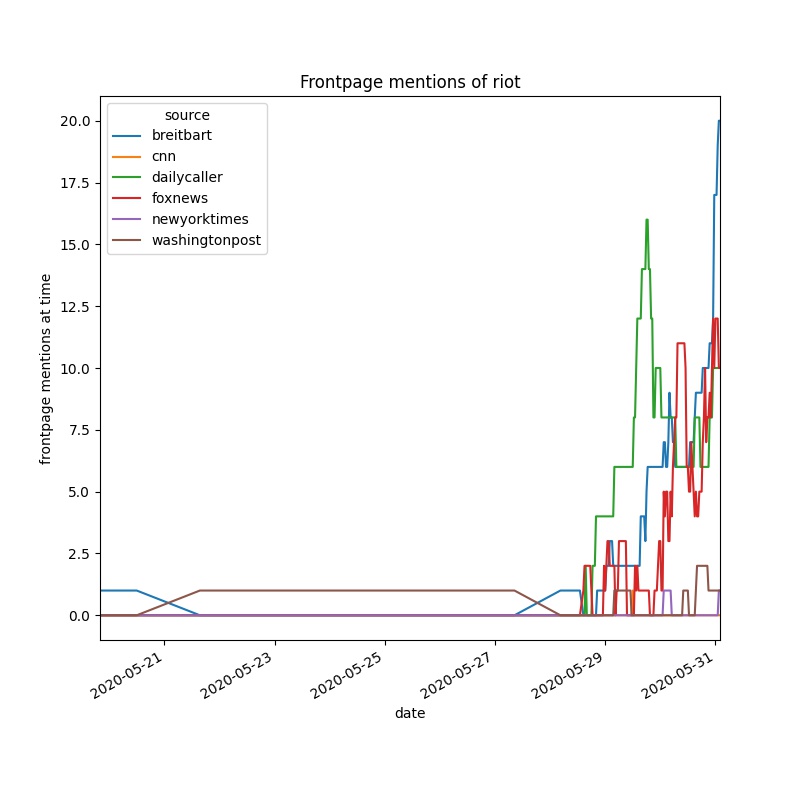 Frontpage mentions of riot
source
breitbart
cnn
dailycaller
foxnews
newyorktimes
washingtonpost
frontpage mentions at time
20.0
17.5
15.0
12.5
10.0
7.5
5.0
2.5
0.0
2020-05-21
2020-05-23
2020-05-25
2020-05-27
2020-05-29
2020-05-31
date